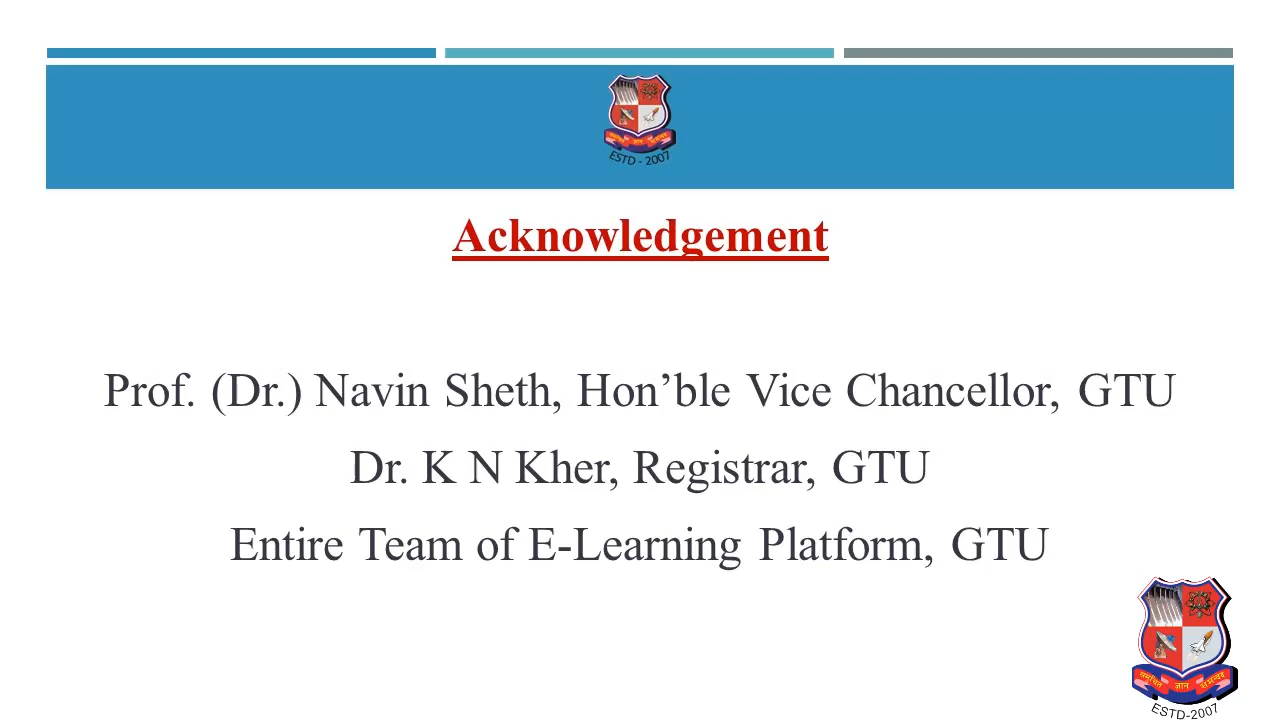 ESTD - 2007
Acknowledgement
Prof. (Dr.) Navin Sheth, Hon’ble Vice Chancellor, GTU
Dr. K N Kher, Registrar, GTU
Entire Team of E-Learning Platform, GTU
ESTD-2007